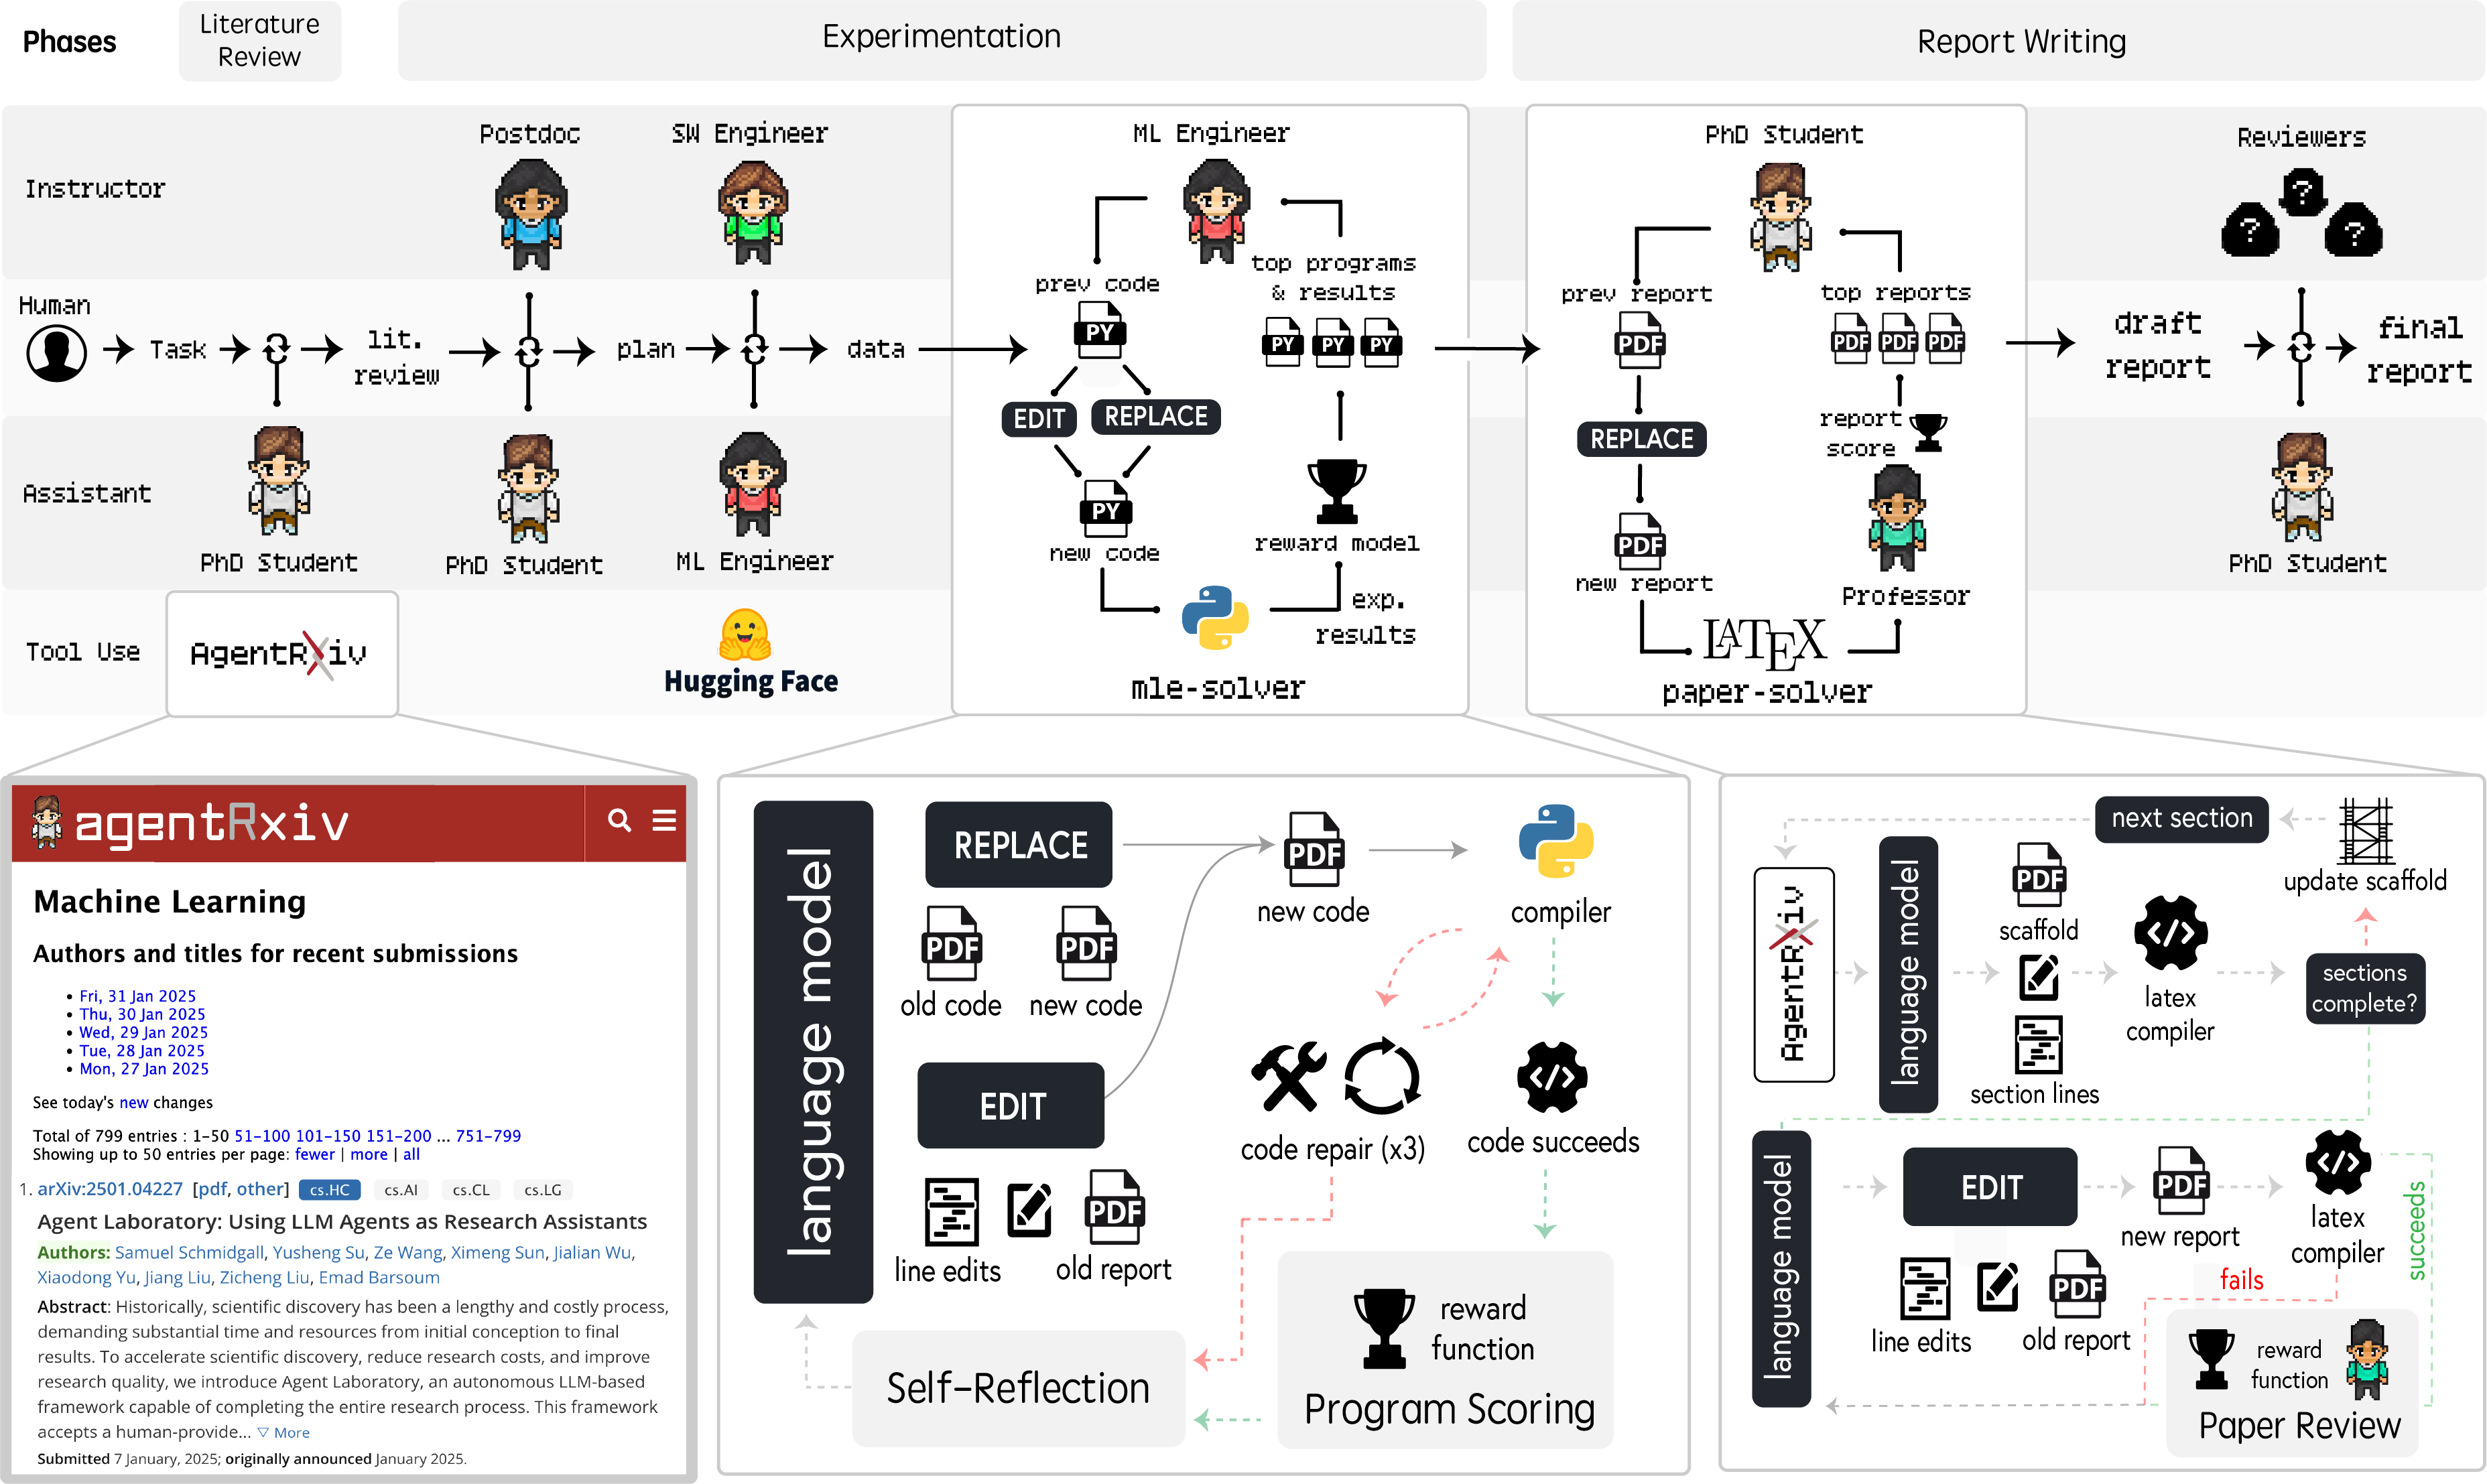 Phases
Literature
Review
Experimentation
Report Writing
Instructor
Postdoc
SW Engineer
ML Engineer
PhD Student
Reviewers
? ? ?
Human
Task
lit.
review
plan
data
prev code
PY
EDIT
REPLACE
PY
new code
top programs
& results
PY PY PY
reward model
exp.
results
mle-solver
prev report
PDF
REPLACE
PDF
new report
top reports
PDF PDF PDF
report
score
Professor
LATEX
paper-solver
draft
report
final
report
Assistant
PhD Student
PhD Student
ML Engineer
PhD Student
Tool Use
AgentRXiv
Hugging Face
agentRxiv
Machine Learning
Authors and titles for recent submissions
• Fri, 31 Jan 2025
• Thu, 30 Jan 2025
• Wed, 29 Jan 2025
• Tue, 28 Jan 2025
• Mon, 27 Jan 2025
See today's new changes
Total of 799 entries : 1-50 51-100 101-150 151-200 ... 751-799
Showing up to 50 entries per page: fewer | more | all
1. arXiv:2501.04227 [pdf, other] cs.HC cs.AI cs.CL cs.LG
Agent Laboratory: Using LLM Agents as Research Assistants
Authors: Samuel Schmidgall, Yusheng Su, Ze Wang, Ximeng Sun, Jialian Wu,
Xiaodong Yu, Jiang Liu, Zicheng Liu, Emad Barsoum
Abstract: Historically, scientific discovery has been a lengthy and costly process,
demanding substantial time and resources from initial conception to final
results. To accelerate scientific discovery, reduce research costs, and improve
research quality, we introduce Agent Laboratory, an autonomous LLM-based
framework capable of completing the entire research process. This framework
accepts a human-provide... ▽ More
Submitted 7 January, 2025; originally announced January 2025.
language model
REPLACE
PDF PDF
old code new code
EDIT
PDF
line edits old report
PDF
new code
compiler
code repair (x3)
</>
code succeeds
Self-Reflection
reward
function
Program Scoring
next section
update scaffold
AgentRXiv
language model
PDF
scaffold
section lines
</>
latex
compiler
sections
complete?
language model
EDIT
PDF
line edits old report
PDF
new report
</>
latex
compiler
succeeds
fails
reward
function
Paper Review